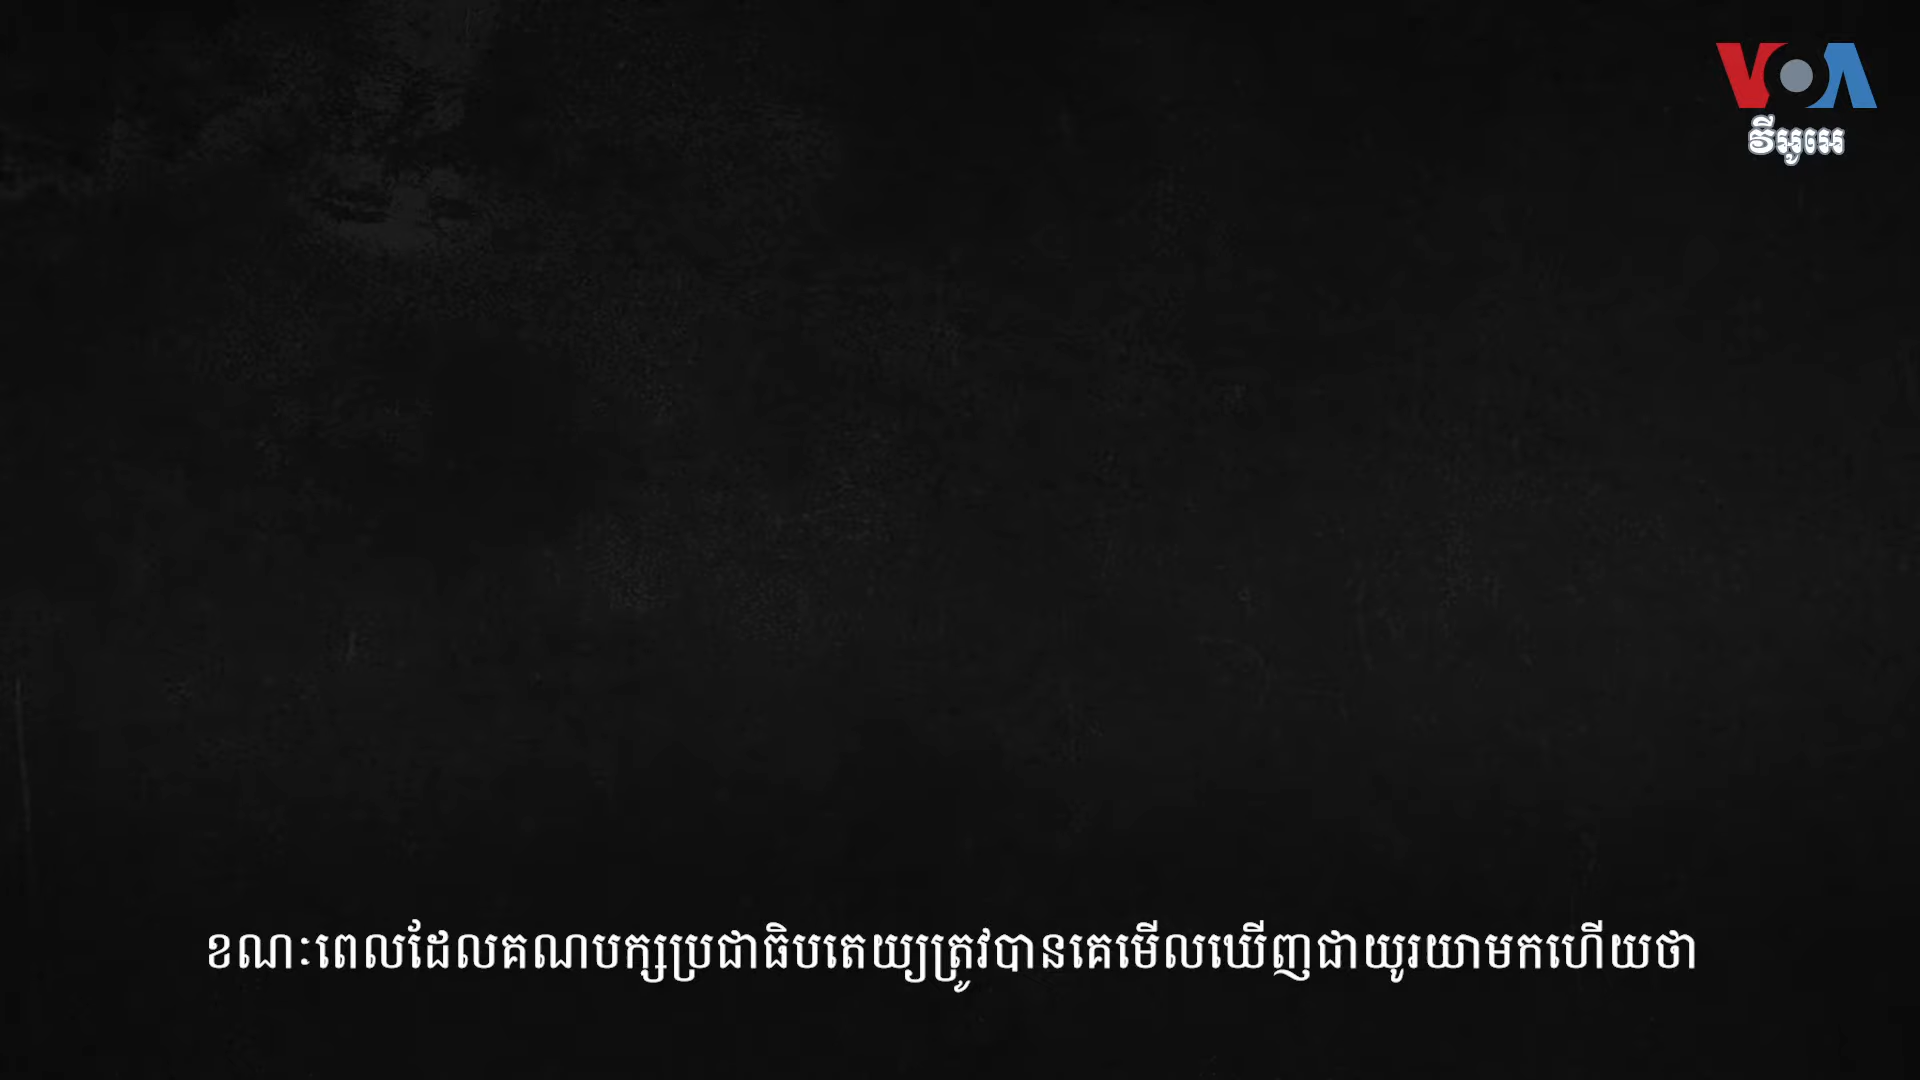 VOA
វីអូអេ
ខណៈពេលដែលគណបក្សប្រជាធិបតេយ្យត្រូវបានគេមើលឃើញជាយូរយាមកហើយថា